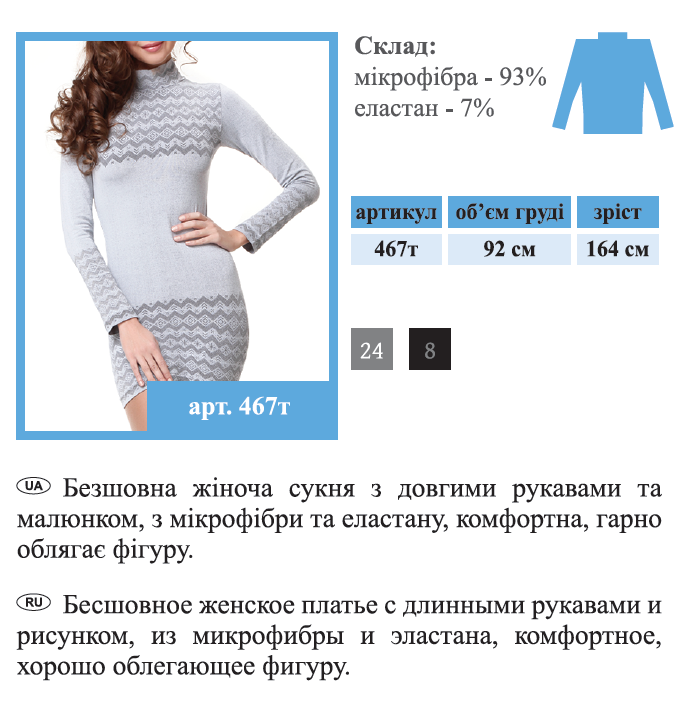 Склад:
мікрофібра - 93%
еластан - 7%
артикул об’єм груді зріст
467т 92 см 164 см
24 8
арт. 467т
UA Безшовна жіноча сукня з довгими рукавами та
малюнком, з мікрофібри та еластану, комфортна, гарно
облягає фігуру.
RU Бесшовное женское платье с длинными рукавами и
рисунком, из микрофибры и эластана, комфортное,
хорошо облегающее фигуру.